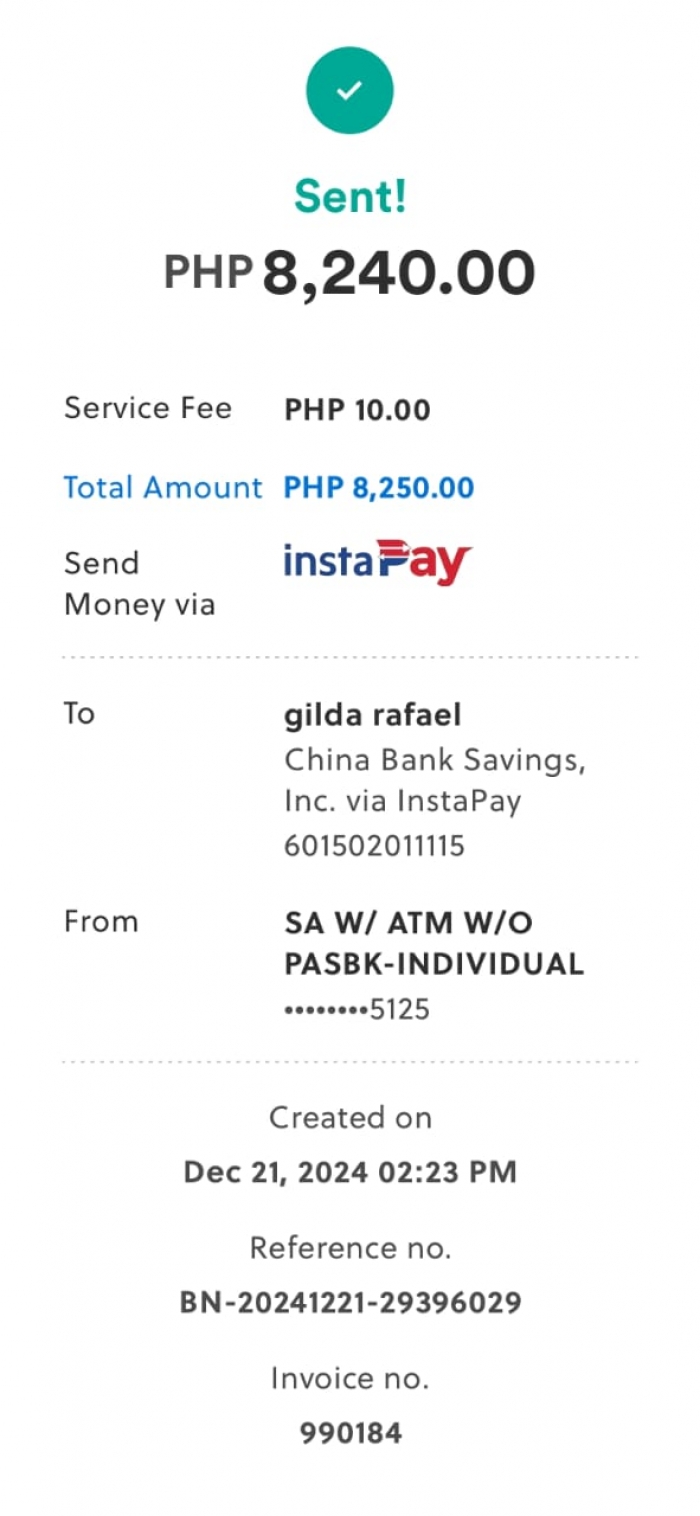 Sent!
PHP 8,240.00
Service Fee PHP 10.00
Total Amount PHP 8,250.00
Send
Money via
instaPay
To
gilda rafael
China Bank Savings,
Inc. via InstaPay
601502011115
From
SA W/ ATM W/O
PASBK-INDIVIDUAL
••••••••5125
Created on
Dec 21, 2024 02:23 PM
Reference no.
BN-20241221-29396029
Invoice no.
990184